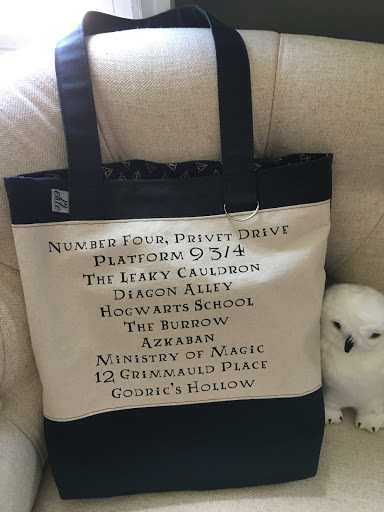 Number Four, Privet Drive
Platform 9 3/4
The Leaky Cauldron
Diagon Alley
Hogwarts School
The Burrow
Azkaban
Ministry of Magic
12 Grimmauld Place
Godric's Hollow